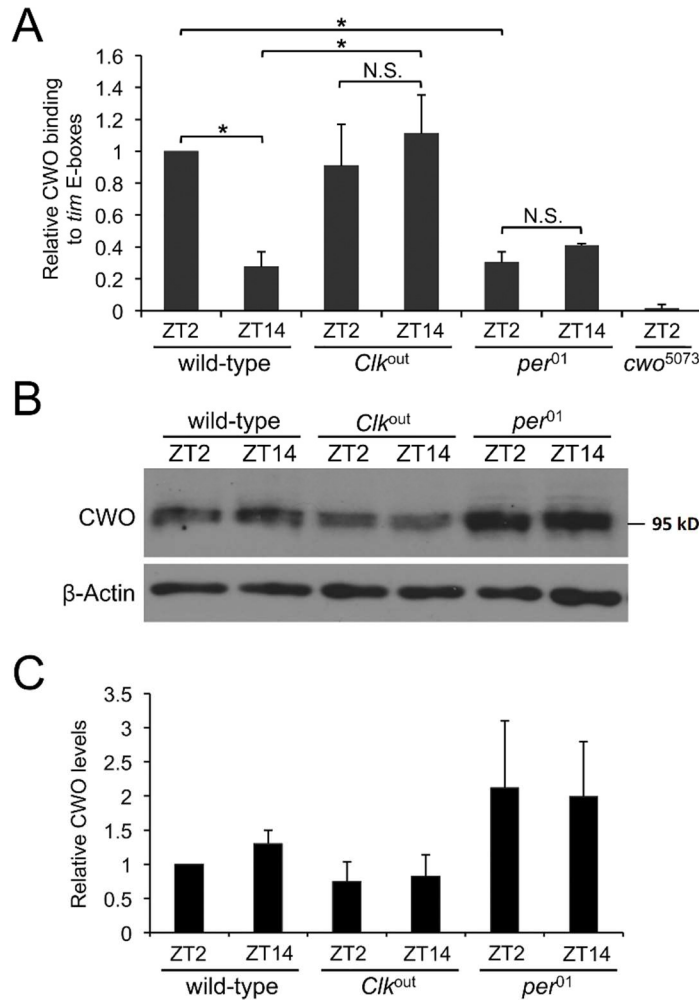 A
Relative CWO binding
to tim E-boxes
1.6
1.4
1.2
1
0.8
0.6
0.4
0.2
0
*
*
*
N.S.
N.S.
ZT2 ZT14 ZT2 ZT14 ZT2 ZT14 ZT2
wild-type Clkout per01 cwo5073
B
wild-type Clkout per01
ZT2 ZT14 ZT2 ZT14 ZT2 ZT14
CWO
95 kD
β-Actin
C
Relative CWO levels
3.5
3
2.5
2
1.5
1
0.5
0
ZT2 ZT14 ZT2 ZT14 ZT2 ZT14
wild-type Clkout per01